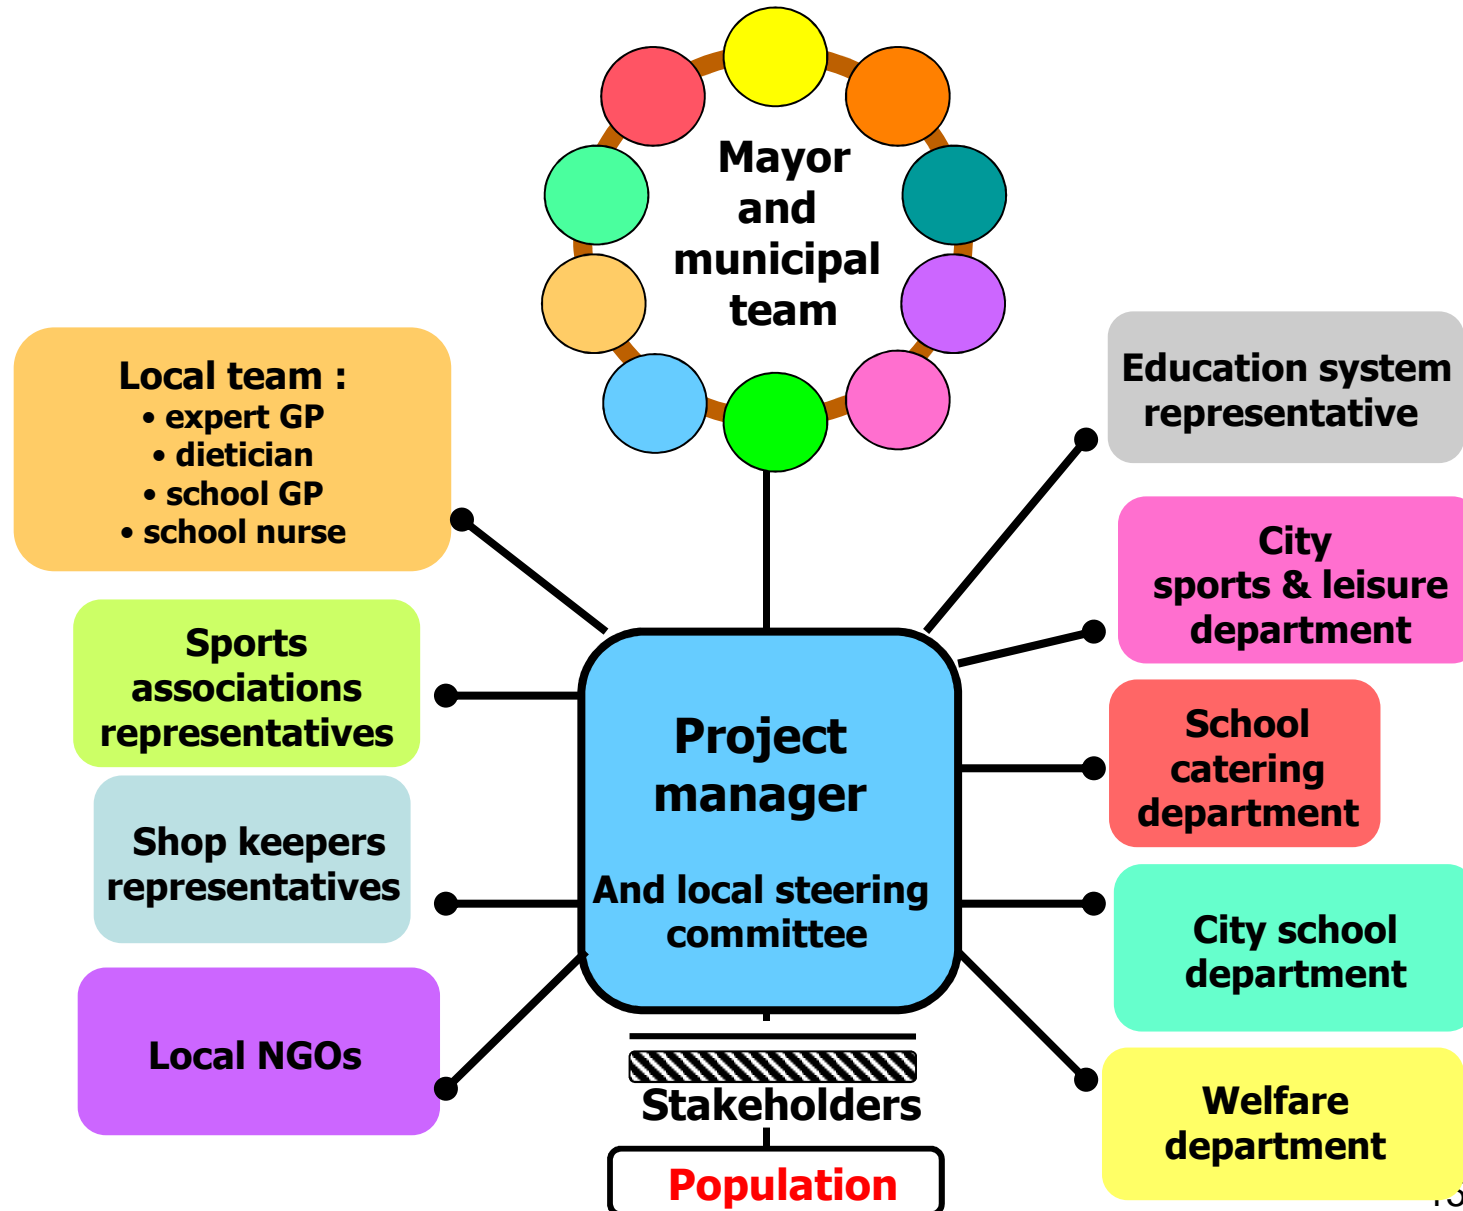 Mayor
and
municipal
team
Local team :
• expert GP
• dietician
• school GP
• school nurse
Sports
associations
representatives
Shop keepers
representatives
Local NGOs
Project
manager
And local steering
committee
Stakeholders
Population
Education system
representative
City
sports & leisure
department
School
catering
department
City school
department
Welfare
department